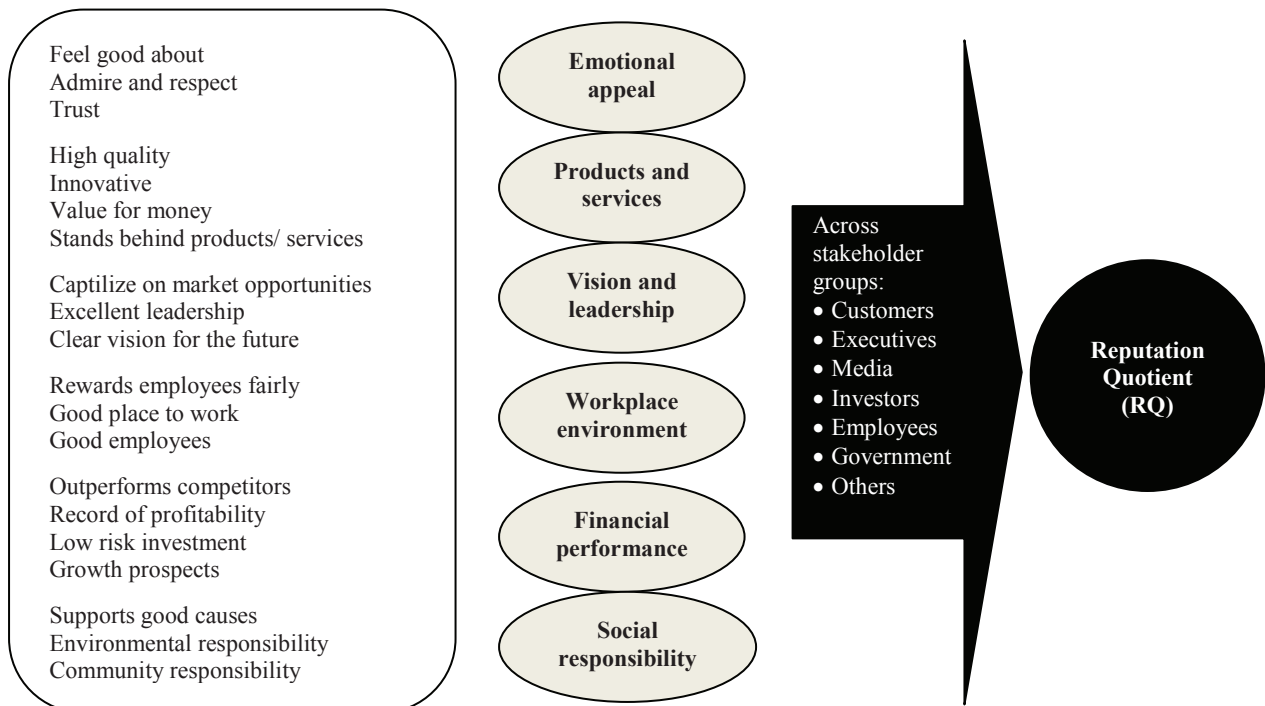 Feel good about
Admire and respect
Trust
High quality
Innovative
Value for money
Stands behind products/ services
Captilize on market opportunities
Excellent leadership
Clear vision for the future
Rewards employees fairly
Good place to work
Good employees
Outperforms competitors
Record of profitability
Low risk investment
Growth prospects
Supports good causes
Environmental responsibility
Community responsibility
Emotional
appeal
Products and
services
Vision and
leadership
Workplace
environment
Financial
performance
Social
responsibility
Across
stakeholder
groups:
• Customers
• Executives
• Media
• Investors
• Employees
• Government
• Others
Reputation
Quotient
(RQ)